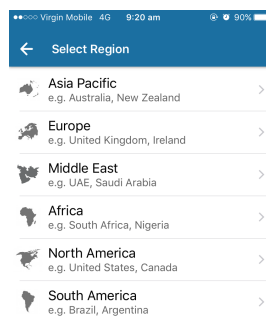 Virgin Mobile 4G 9:20 am 90%
Select Region
Asia Pacific
e.g. Australia, New Zealand
Europe
e.g. United Kingdom, Ireland
Middle East
e.g. UAE, Saudi Arabia
Africa
e.g. South Africa, Nigeria
North America
e.g. United States, Canada
South America
e.g. Brazil, Argentina